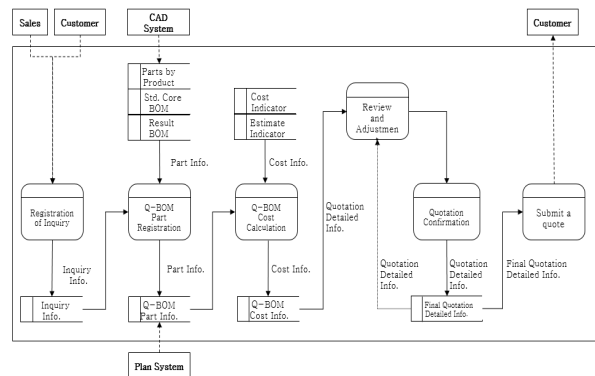 Sales
Customer
CAD
System
Customer
Parts by
Product
Std. Core
BOM
Result
BOM
Cost
Indicator
Estimate
Indicator
Review
and
Adjustmen
Part Info.
Cost Info.
Registration
of Inquiry
Q-BOM
Part
Registration
Q-BOM
Cost
Calculation
Quotation
Detailed
Info.
Quotation
Confirmation
Submit a
quote
Inquiry
Info.
Part Info.
Cost Info.
Quotation
Detailed
Info.
Quotation
Detailed
Info.
Final Quotation
Detailed Info.
Inquiry
Info.
Q-BOM
Part Info.
Q-BOM
Cost Info.
Final Quotation
Detailed Info.
Plan System